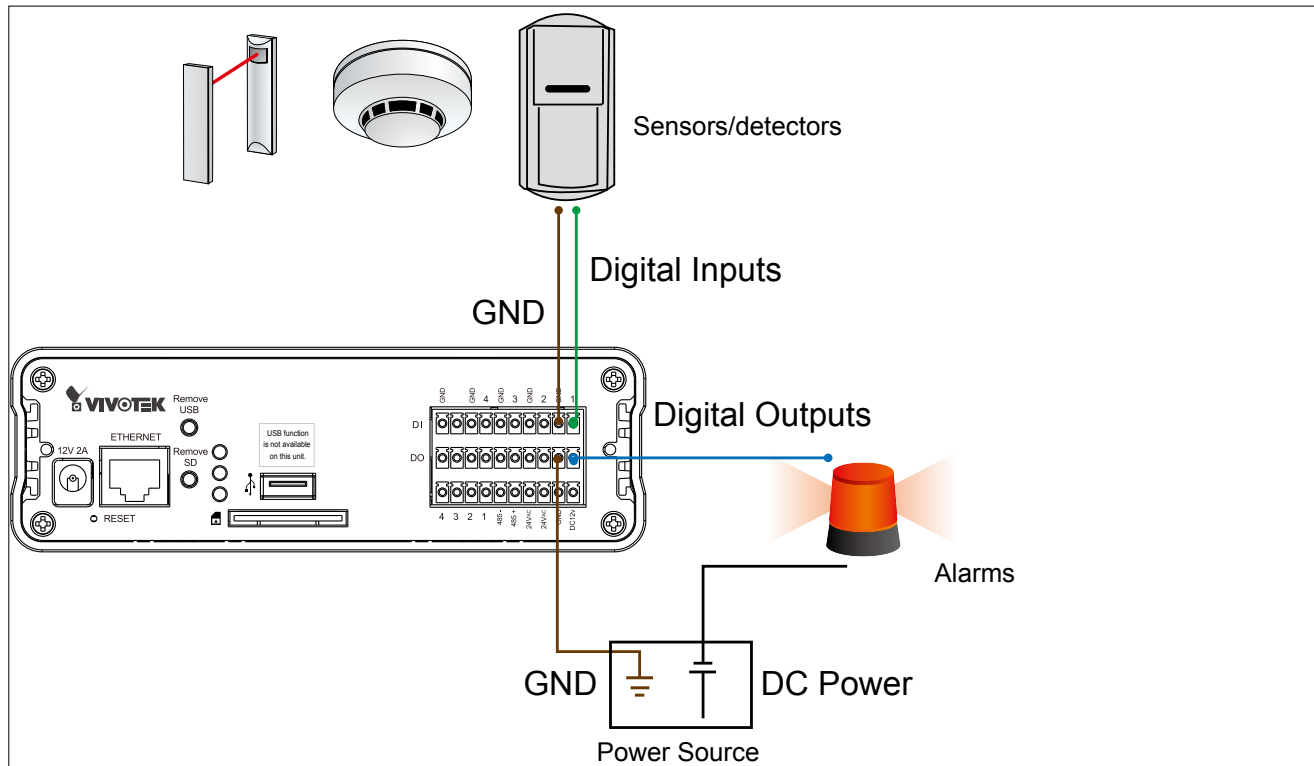 Sensors/detectors
Digital Inputs
GND
VIVOTEK
Remove
USB
ETHERNET
12V 2A
Remove
SD
RESET
USB function
is not available
on this unit.
GND GND 4 GND 3 GND 2 GND 1
DI
DO
4 3 2 1 485- 485+ 24VAC 24VAC GND DC12v
Digital Outputs
Alarms
GND
DC Power
Power Source